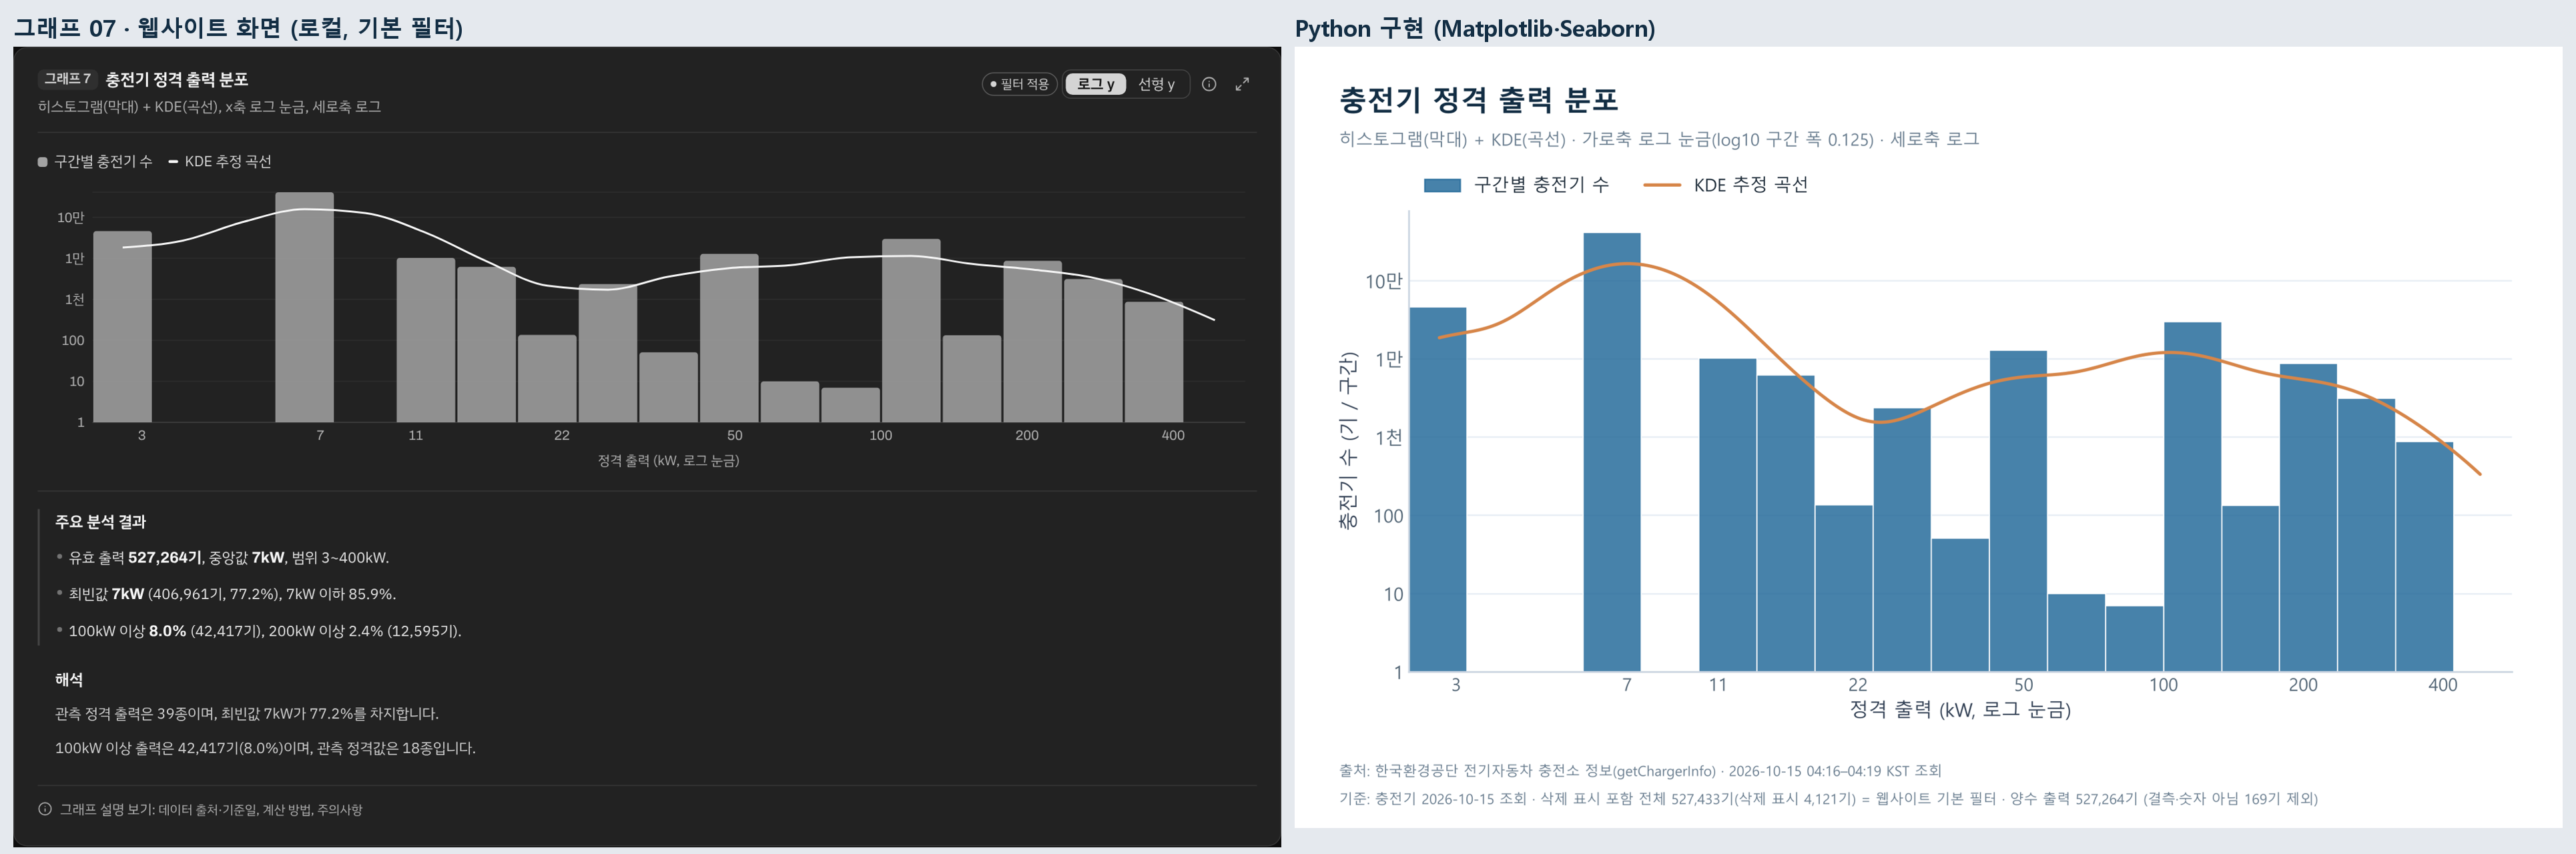 그래프 07 · 웹사이트 화면 (로컬, 기본 필터)
그래프 7 충전기 정격 출력 분포
필터 적용 로그 y 선형 y
히스토그램(막대) + KDE(곡선), x축 로그 눈금, 세로축 로그
구간별 충전기 수 KDE 추정 곡선
10만
1만
1천
100
10
1
3 7 11 22 50 100 200 400
정격 출력 (kW, 로그 눈금)
주요 분석 결과
• 유효 출력 527,264기, 중앙값 7kW, 범위 3~400kW.
• 최빈값 7kW (406,961기, 77.2%), 7kW 이하 85.9%.
• 100kW 이상 8.0% (42,417기), 200kW 이상 2.4% (12,595기).
해석
관측 정격 출력은 39종이며, 최빈값 7kW가 77.2%를 차지합니다.
100kW 이상 출력은 42,417기(8.0%)이며, 관측 정격값은 18종입니다.
그래프 설명 보기: 데이터 출처·기준일, 계산 방법, 주의사항
Python 구현 (Matplotlib·Seaborn)
충전기 정격 출력 분포
히스토그램(막대) + KDE(곡선) · 가로축 로그 눈금(log10 구간 폭 0.125) · 세로축 로그
구간별 충전기 수 KDE 추정 곡선
충전기 수 (기 / 구간)
10만
1만
1천
100
10
1
3 7 11 22 50 100 200 400
정격 출력 (kW, 로그 눈금)
출처: 한국환경공단 전기자동차 충전소 정보(getChargerInfo) · 2026-10-15 04:16–04:19 KST 조회
기준: 충전기 2026-10-15 조회 · 삭제 표시 포함 전체 527,433기(삭제 표시 4,121기) = 웹사이트 기본 필터 · 양수 출력 527,264기 (결측·숫자 아님 169기 제외)